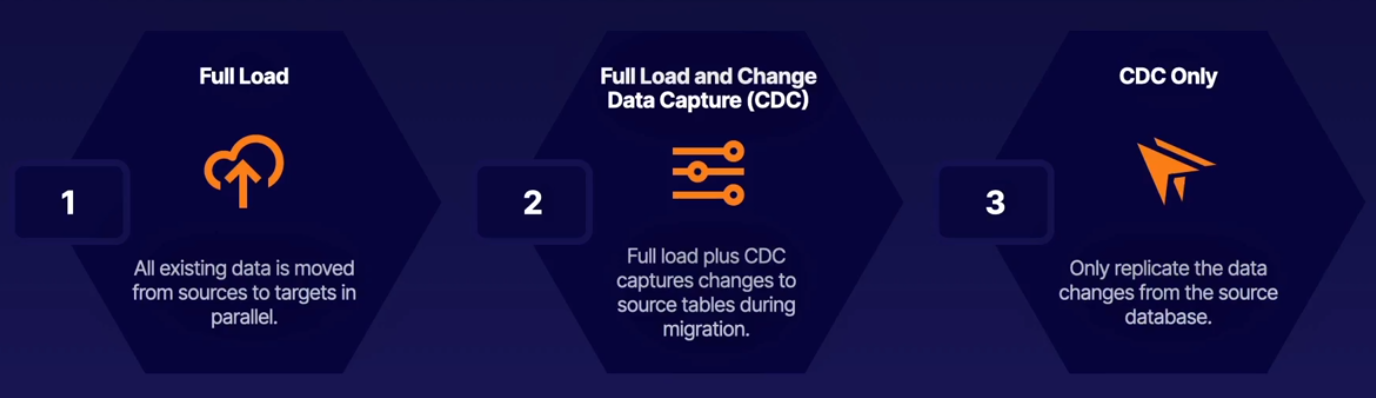 1
Full Load
All existing data is moved
from sources to targets in
parallel.
2
Full Load and Change
Data Capture (CDC)
Full load plus CDC
captures changes to
source tables during
migration.
3
CDC Only
Only replicate the data
changes from the source
database.